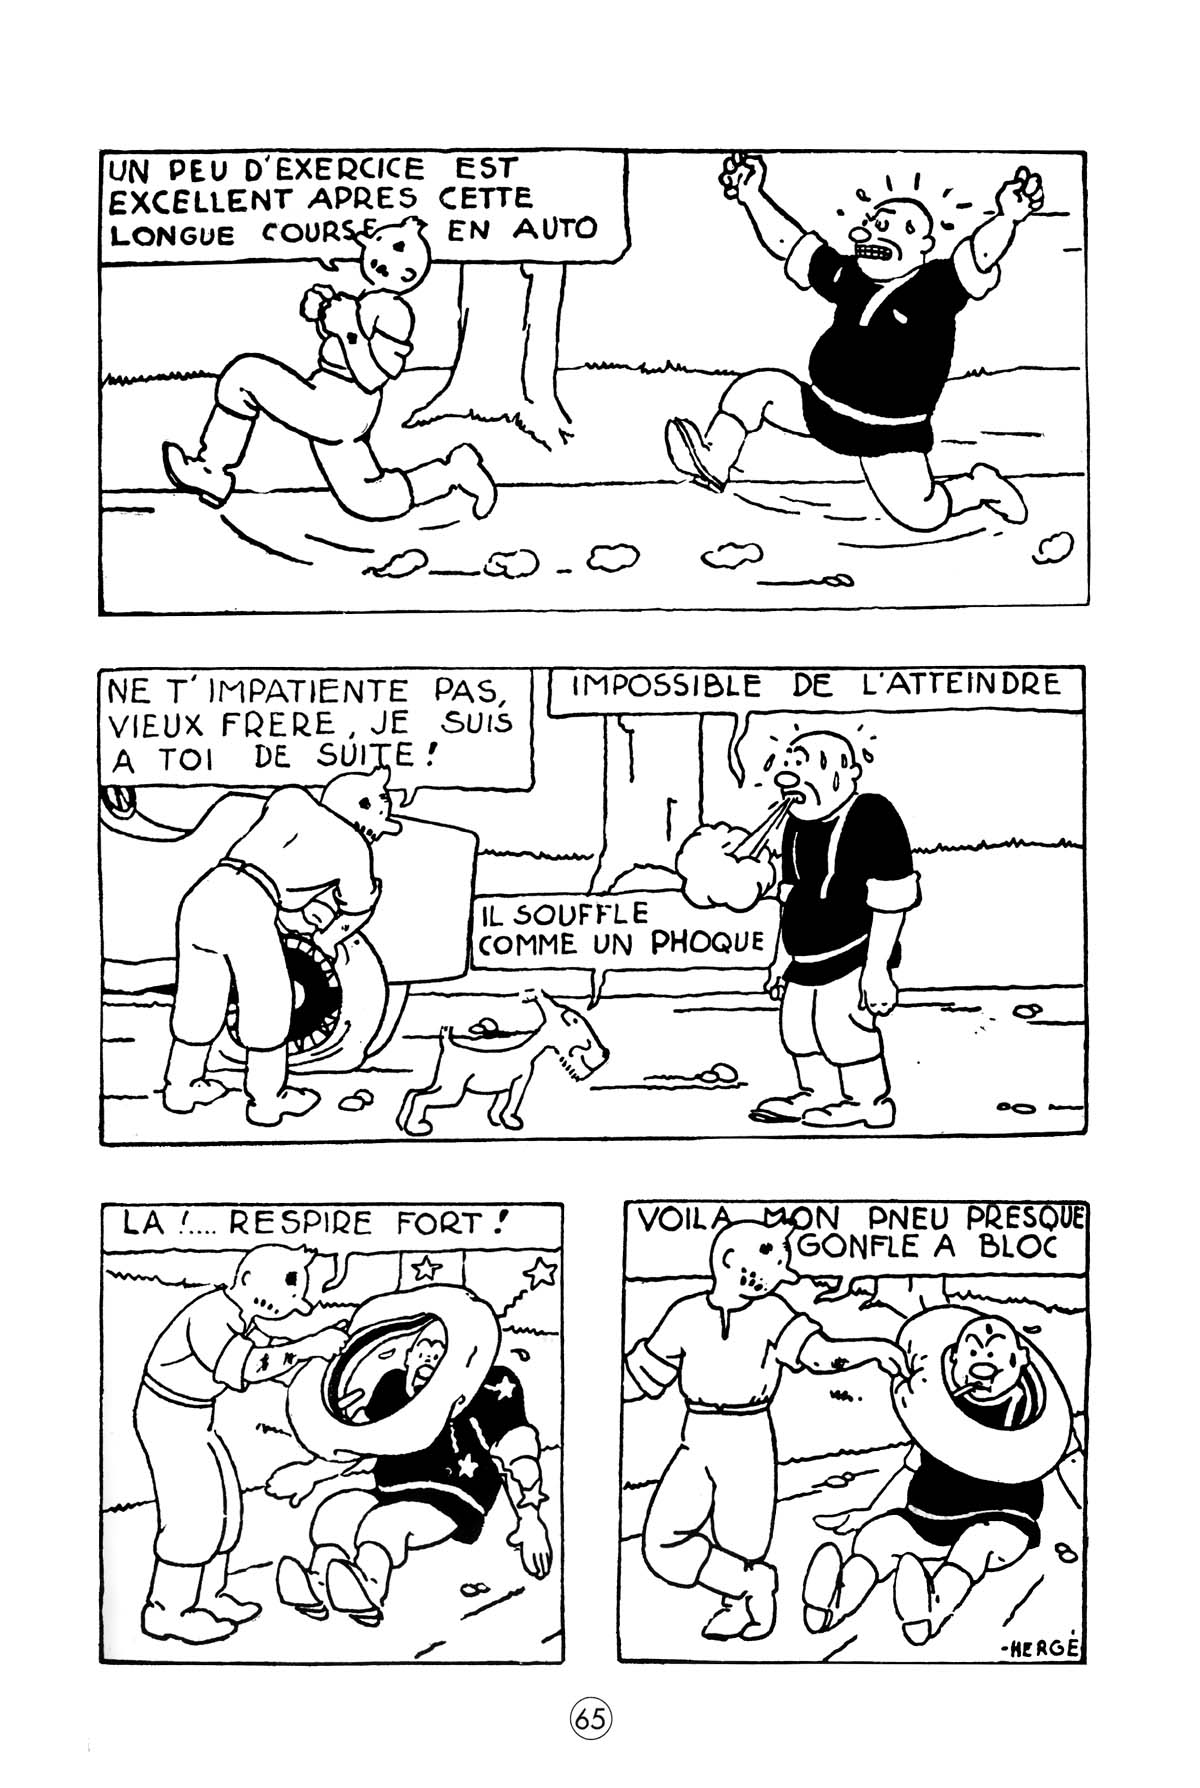 UN PEU D'EXERCICE EST
EXCELLENT APRES CETTE
LONGUE COURSE EN AUTO
NE T'IMPATIENTE PAS,
VIEUX FRERE, JE SUIS
A TOI DE SUITE!
IMPOSSIBLE DE L'ATTEINDRE
IL SOUFFLE
COMME UN PHOQUE
LA !.... RESPIRE FORT !
VOILA MON PNEU PRESQUE
GONFLE A BLOC
-HERGÉ
65